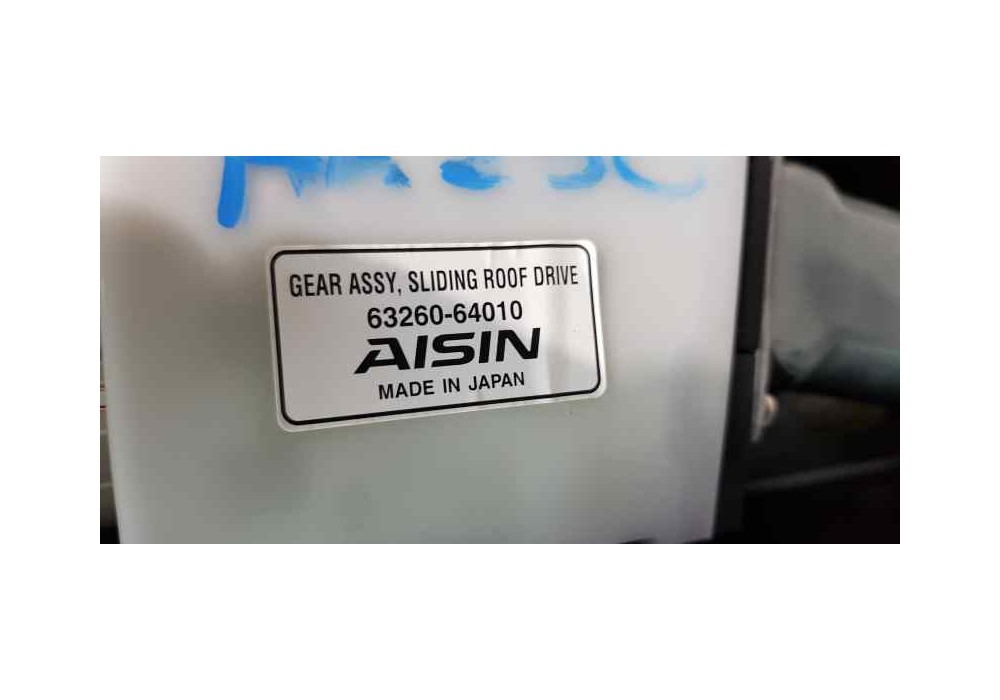 GEAR ASSY, SLIDING ROOF DRIVE
63260-64010
AISIN
MADE IN JAPAN